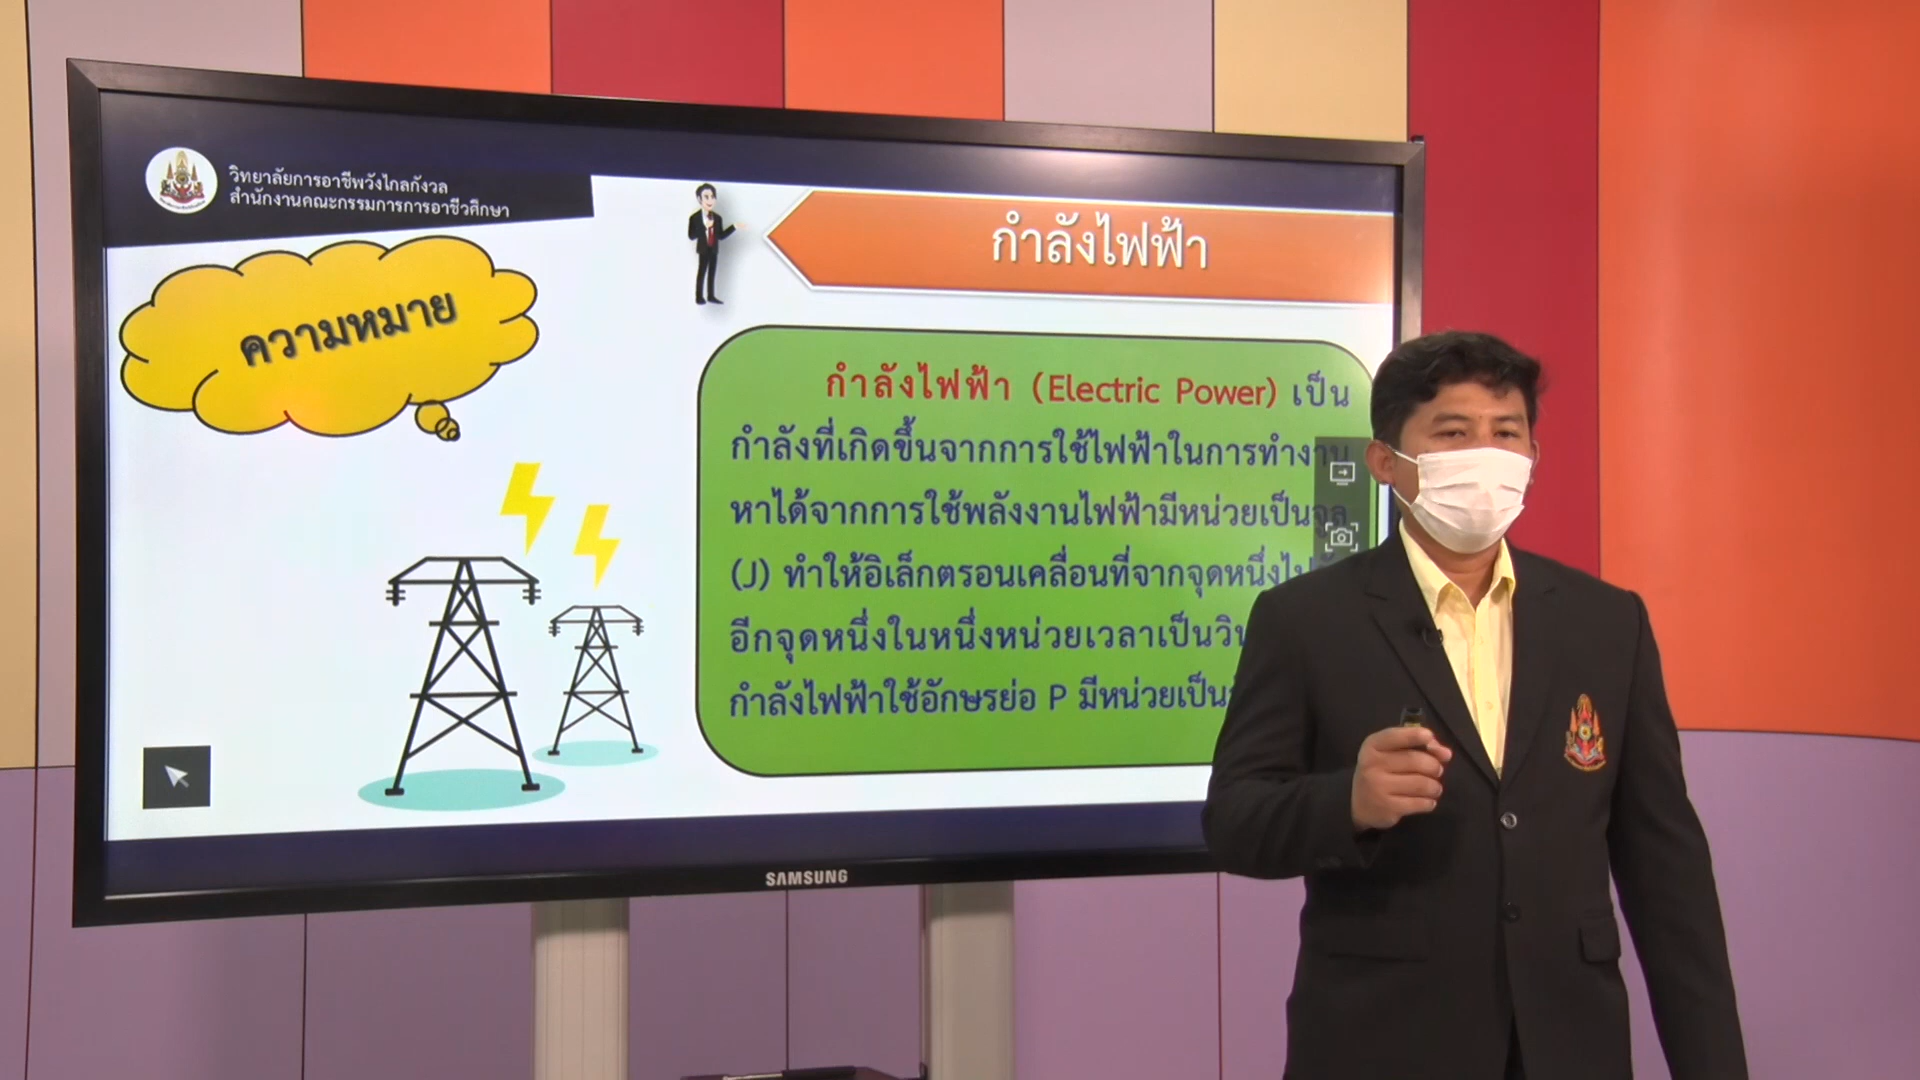 วิทยาลัยการอาชีพวังไกลกังวล
สำนักงานคณะกรรมการการอาชีวศึกษา
กำลังไฟฟ้า
ความหมาย
กำลังไฟฟ้า (Electric Power) เป็น
กำลังที่เกิดขึ้นจากการใช้ไฟฟ้าในการทำงาน
หาได้จากการใช้พลังงานไฟฟ้ามีหน่วยเป็นจูล
(J) ทำให้อิเล็กตรอนเคลื่อนที่จากจุดหนึ่งไป
อีกจุดหนึ่งในหนึ่งหน่วยเวลาเป็น
กำลังไฟฟ้าใช้อักษรย่อ P มีหน่วยเป็น
SAMSUNG